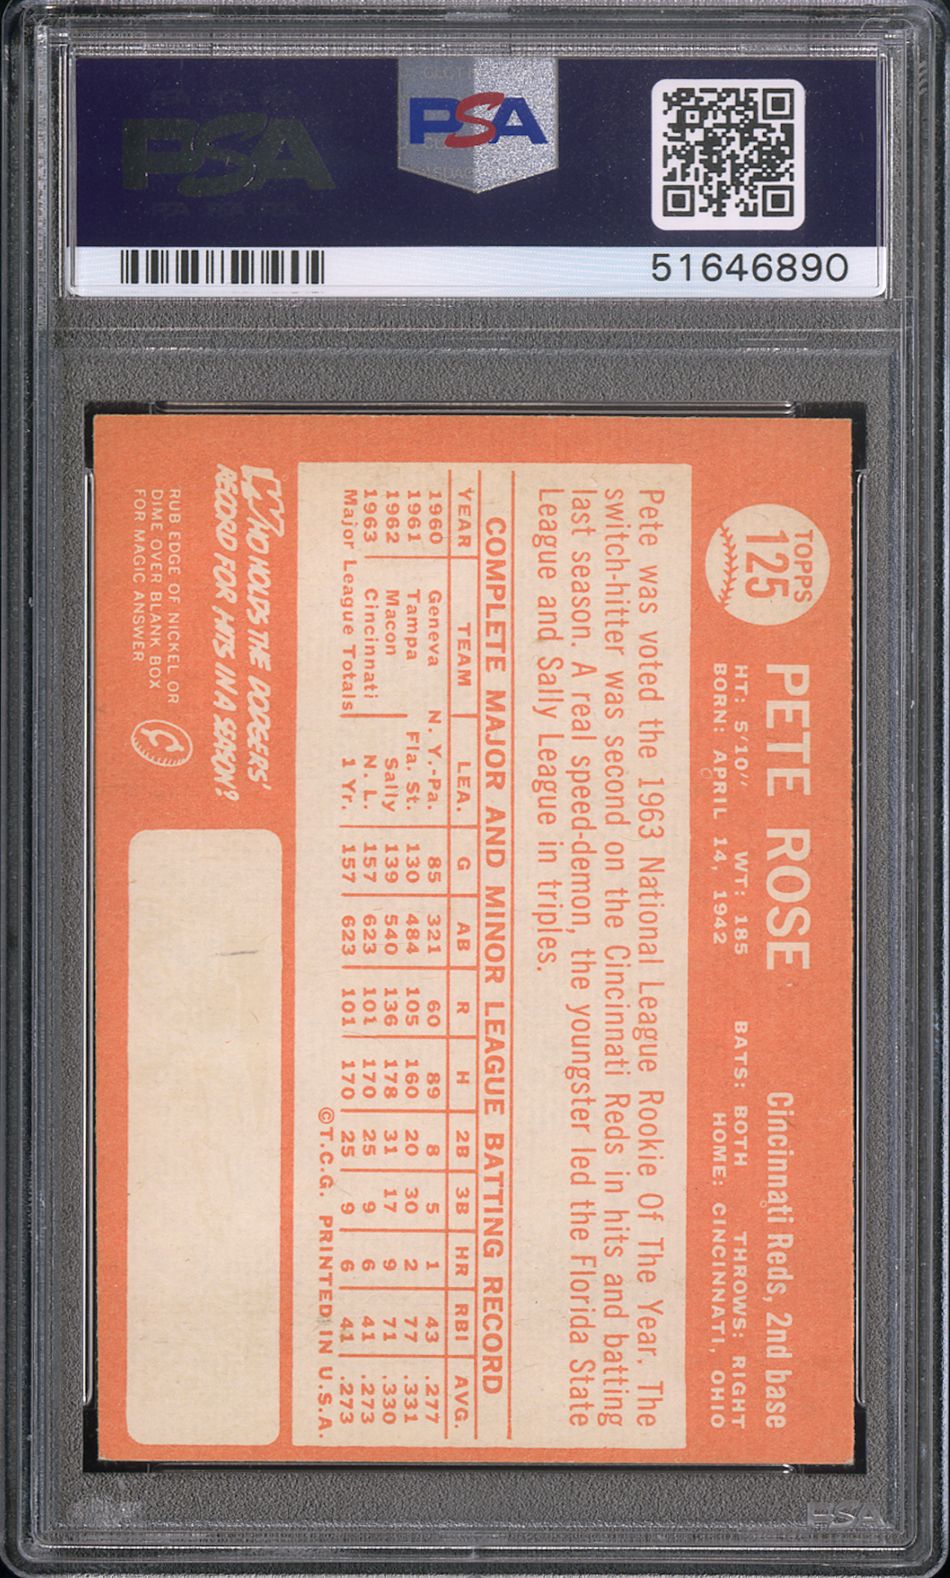 PSA
PSA
51646890
TOPPS
125
PETE ROSE
Cincinnati Reds, 2nd base
HT: 5'10" WT: 185 BATS: BOTH THROWS: RIGHT
BORN: APRIL 14, 1942 HOME: CINCINNATI, OHIO
Pete was voted the 1963 National League Rookie Of The Year. The
switch-hitter was second on the Cincinnati Reds in hits and batting
last season. A real speed-demon, the youngster led the Florida State
League and Sally League in triples.
COMPLETE MAJOR AND MINOR LEAGUE BATTING RECORD
YEAR TEAM LEA. G AB R H 2B 3B HR RBI AVG.
1960 Geneva N. Y.-Pa. 85 321 60 89 8 5 1 43 .277
1961 Tampa Fla. St. 130 484 105 160 20 30 2 77 .331
1962 Macon Sally 139 540 136 178 31 17 9 71 .330
1963 Cincinnati N. L. 157 623 101 170 25 9 6 41 .273
Major League Totals 1 Yr. 157 623 101 170 25 9 6 41 .273
©T.C.G. PRINTED IN U.S.A.
WHO HOLDS THE DODGERS'
RECORD FOR HITS IN A SEASON?
RUB EDGE OF NICKEL OR
DIME OVER BLANK BOX
FOR MAGIC ANSWER
PSA